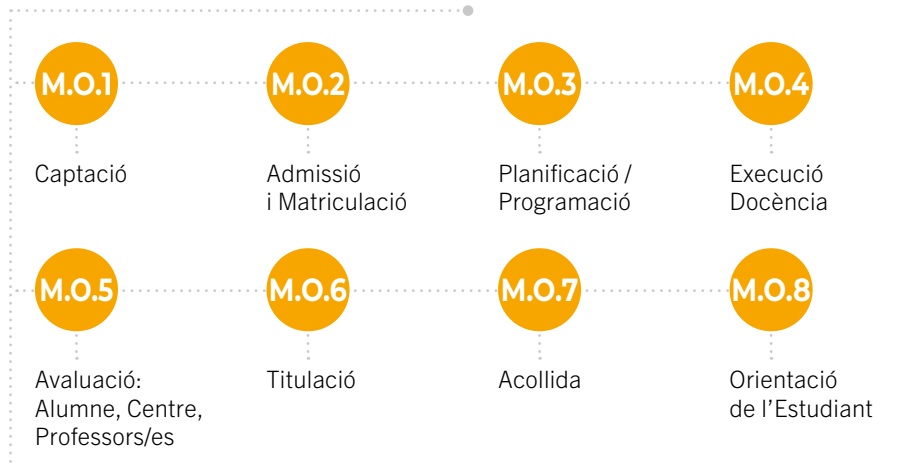 M.O.1
M.O.2
M.O.3
M.O.4
Captació
Admissió
i Matriculació
Planificació /
Programació
Execució
Docència
M.O.5
M.O.6
M.O.7
M.O.8
Avaluació:
Alumne, Centre,
Professors/es
Titulació
Acollida
Orientació
de l’Estudiant